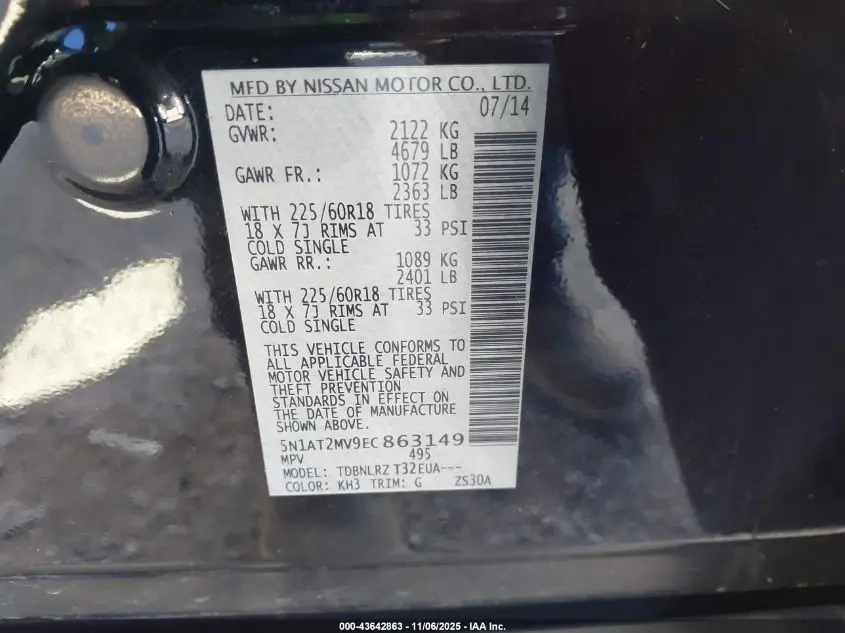 MFD BY NISSAN MOTOR CO., LTD.
DATE: 07/14
GVWR: 2122 KG
4679 LB
GAWR FR.: 1072 KG
2363 LB
WITH 225/60R18 TIRES
18 X 7J RIMS AT 33 PSI
COLD SINGLE
GAWR RR.: 1089 KG
2401 LB
WITH 225/60R18 TIRES
18 X 7J RIMS AT 33 PSI
COLD SINGLE
THIS VEHICLE CONFORMS TO
ALL APPLICABLE FEDERAL
MOTOR VEHICLE SAFETY AND
THEFT PREVENTION
STANDARDS IN EFFECT ON
THE DATE OF MANUFACTURE
SHOWN ABOVE.
5N1AT2MV9EC863149
MPV 495
MODEL: TDBNLRZ T32EUA---
COLOR: KH3 TRIM: G ZS30A
000-43642863 - 11/06/2025 - IAA Inc.